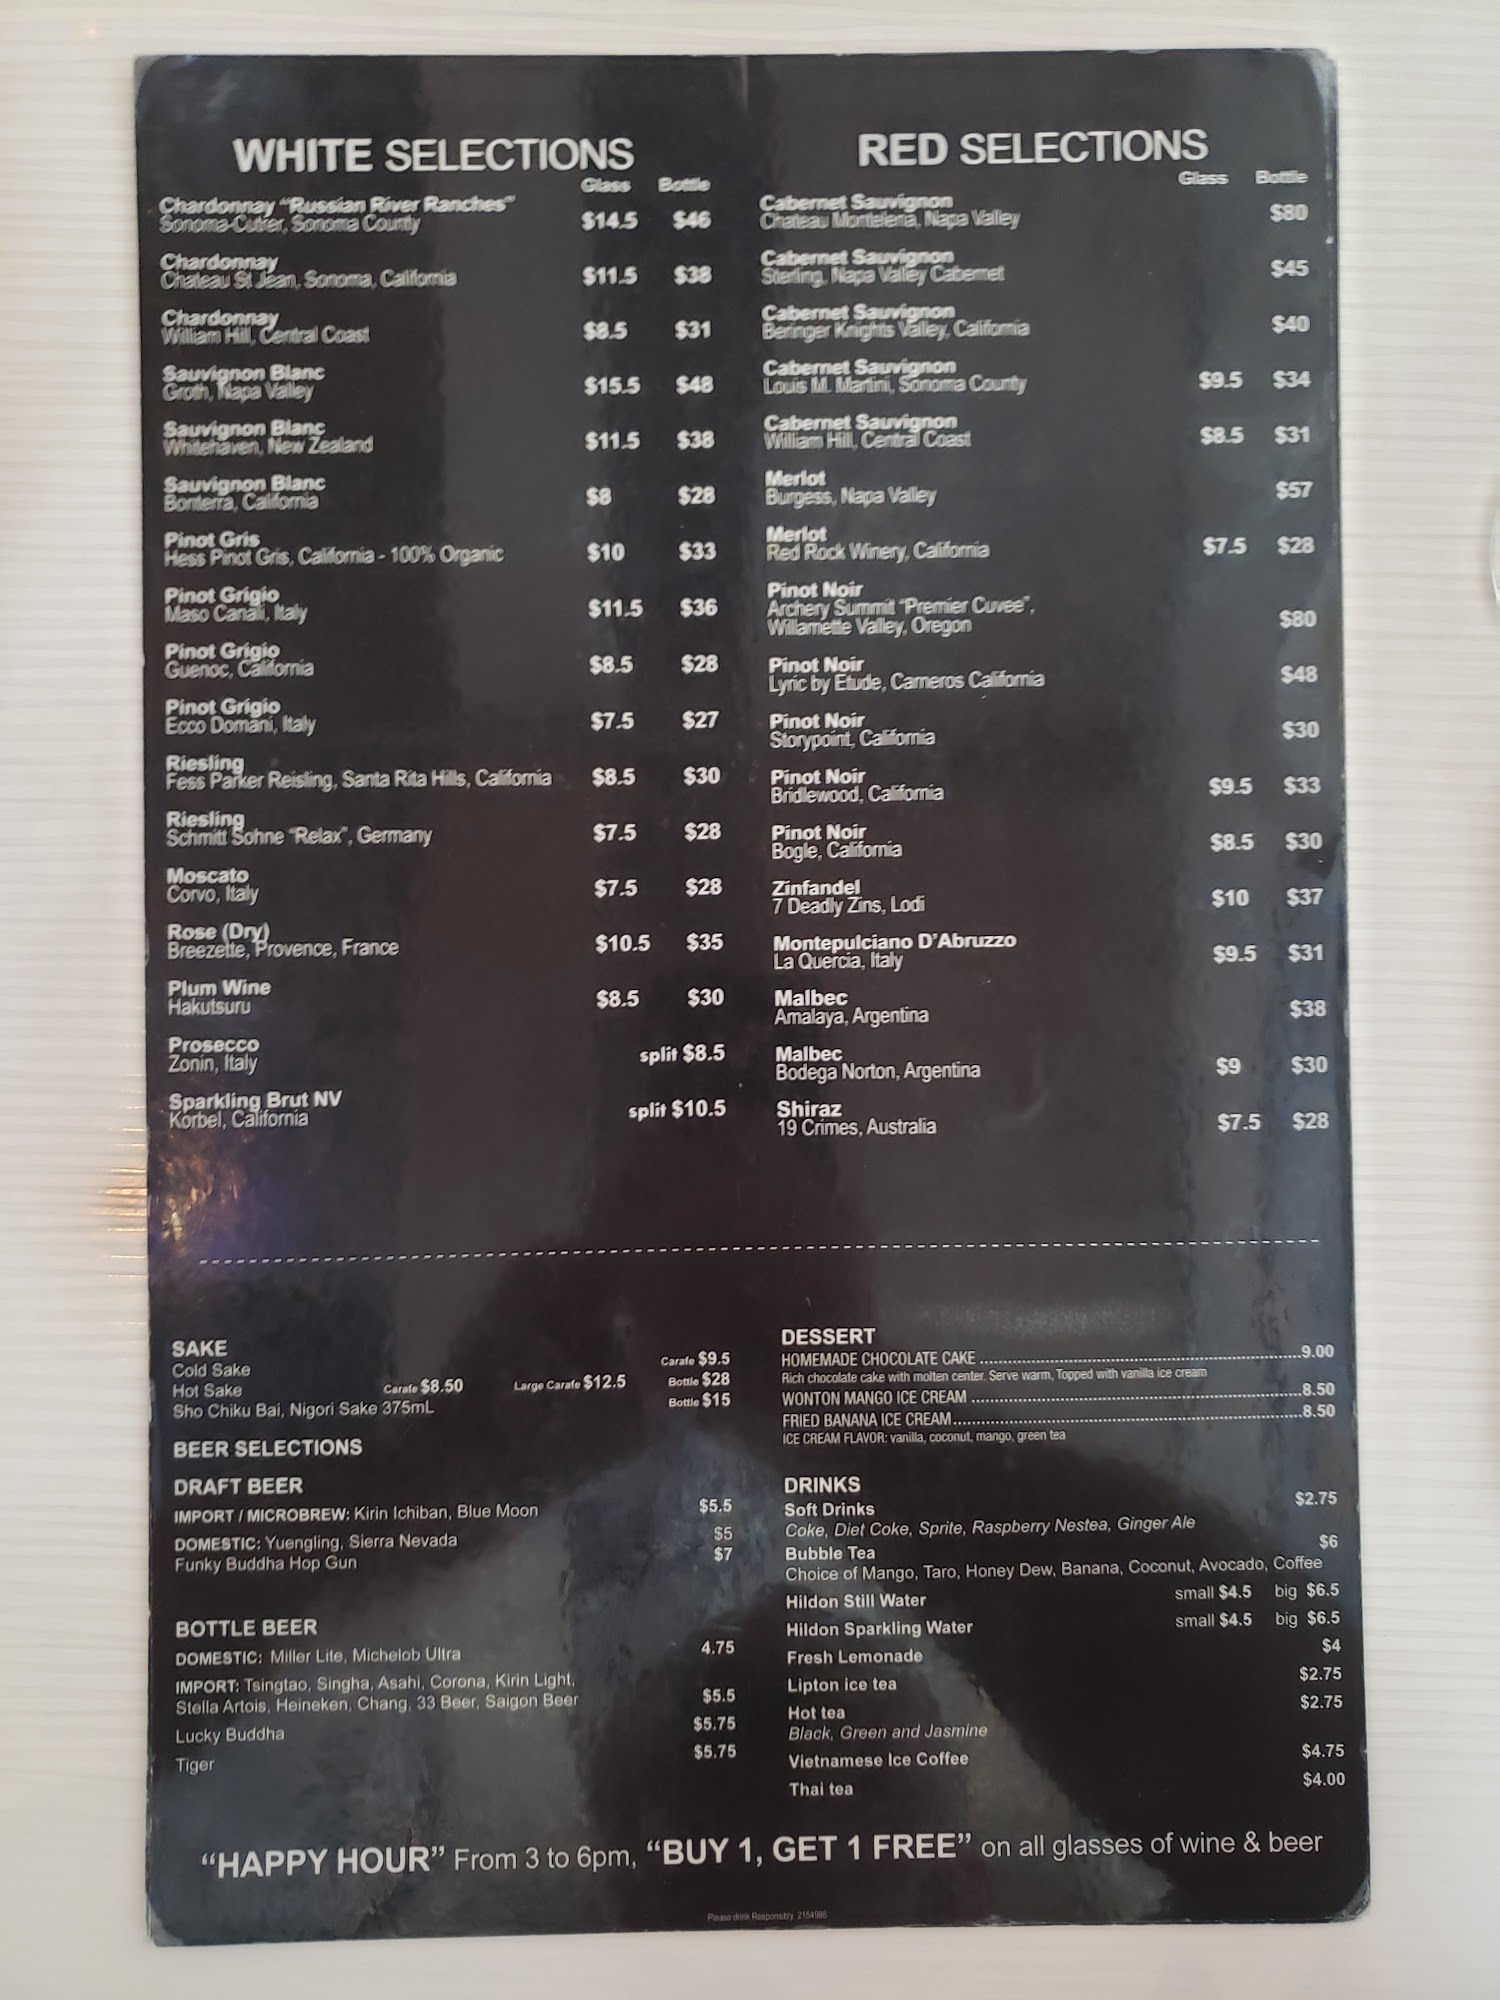 WHITE SELECTIONS
Glass Bottle
Chardonnay "Russian River Ranches"
Sonoma-Cutrer, Sonoma County $14.5 $46
Chardonnay
Chateau St Jean, Sonoma, California $11.5 $38
Chardonnay
William Hill, Central Coast $8.5 $31
Sauvignon Blanc
Groth, Napa Valley $15.5 $48
Sauvignon Blanc
Whitehaven, New Zealand $11.5 $38
Sauvignon Blanc
Bonterra, California $8 $28
Pinot Gris
Hess Pinot Gris, California - 100% Organic $10 $33
Pinot Grigio
Maso Canali, Italy $11.5 $36
Pinot Grigio
Guenoc, California $8.5 $28
Pinot Grigio
Ecco Domani, Italy $7.5 $27
Riesling
Fess Parker Reisling, Santa Rita Hills, California $8.5 $30
Riesling
Schmitt Sohne "Relax", Germany $7.5 $28
Moscato
Corvo, Italy $7.5 $28
Rose (Dry)
Breezette, Provence, France $10.5 $35
Plum Wine
Hakutsuru $8.5 $30
Prosecco
Zonin, Italy split $8.5
Sparkling Brut NV
Korbel, California split $10.5
RED SELECTIONS
Glass Bottle
Cabernet Sauvignon
Chateau Montelena, Napa Valley $80
Cabernet Sauvignon
Sterling, Napa Valley Cabernet $45
Cabernet Sauvignon
Beringer Knights Valley, California $40
Cabernet Sauvignon
Louis M. Martini, Sonoma County $9.5 $34
Cabernet Sauvignon
William Hill, Central Coast $8.5 $31
Merlot
Burgess, Napa Valley $57
Merlot
Red Rock Winery, California $7.5 $28
Pinot Noir
Archery Summit "Premier Cuvee",
Willamette Valley, Oregon $80
Pinot Noir
Lyric by Etude, Carneros California $48
Pinot Noir
Storypoint, California $30
Pinot Noir
Bridlewood, California $9.5 $33
Pinot Noir
Bogle, California $8.5 $30
Zinfandel
7 Deadly Zins, Lodi $10 $37
Montepulciano D'Abruzzo
La Quercia, Italy $9.5 $31
Malbec
Amalaya, Argentina $38
Malbec
Bodega Norton, Argentina $9 $30
Shiraz
19 Crimes, Australia $7.5 $28
SAKE
Cold Sake Carafe $9.5
Hot Sake Carafe $8.50 Large Carafe $12.5 Bottle $28
Sho Chiku Bai, Nigori Sake 375mL Bottle $15
BEER SELECTIONS
DRAFT BEER
IMPORT / MICROBREW: Kirin Ichiban, Blue Moon $5.5
DOMESTIC: Yuengling, Sierra Nevada $5
Funky Buddha Hop Gun $7
BOTTLE BEER
DOMESTIC: Miller Lite, Michelob Ultra 4.75
IMPORT: Tsingtao, Singha, Asahi, Corona, Kirin Light,
Stella Artois, Heineken, Chang, 33 Beer, Saigon Beer $5.5
Lucky Buddha $5.75
Tiger $5.75
DESSERT
HOMEMADE CHOCOLATE CAKE ...9.00
Rich chocolate cake with molten center. Serve warm, Topped with vanilla ice cream
WONTON MANGO ICE CREAM ...8.50
FRIED BANANA ICE CREAM...8.50
ICE CREAM FLAVOR: vanilla, coconut, mango, green tea
DRINKS
Soft Drinks $2.75
Coke, Diet Coke, Sprite, Raspberry Nestea, Ginger Ale
Bubble Tea $6
Choice of Mango, Taro, Honey Dew, Banana, Coconut, Avocado, Coffee
Hildon Still Water small $4.5 big $6.5
Hildon Sparkling Water small $4.5 big $6.5
Fresh Lemonade $4
Lipton ice tea $2.75
Hot tea $2.75
Black, Green and Jasmine
Vietnamese Ice Coffee $4.75
Thai tea $4.00
"HAPPY HOUR" From 3 to 6pm, "BUY 1, GET 1 FREE" on all glasses of wine & beer
Please drink Responsibly 2154988